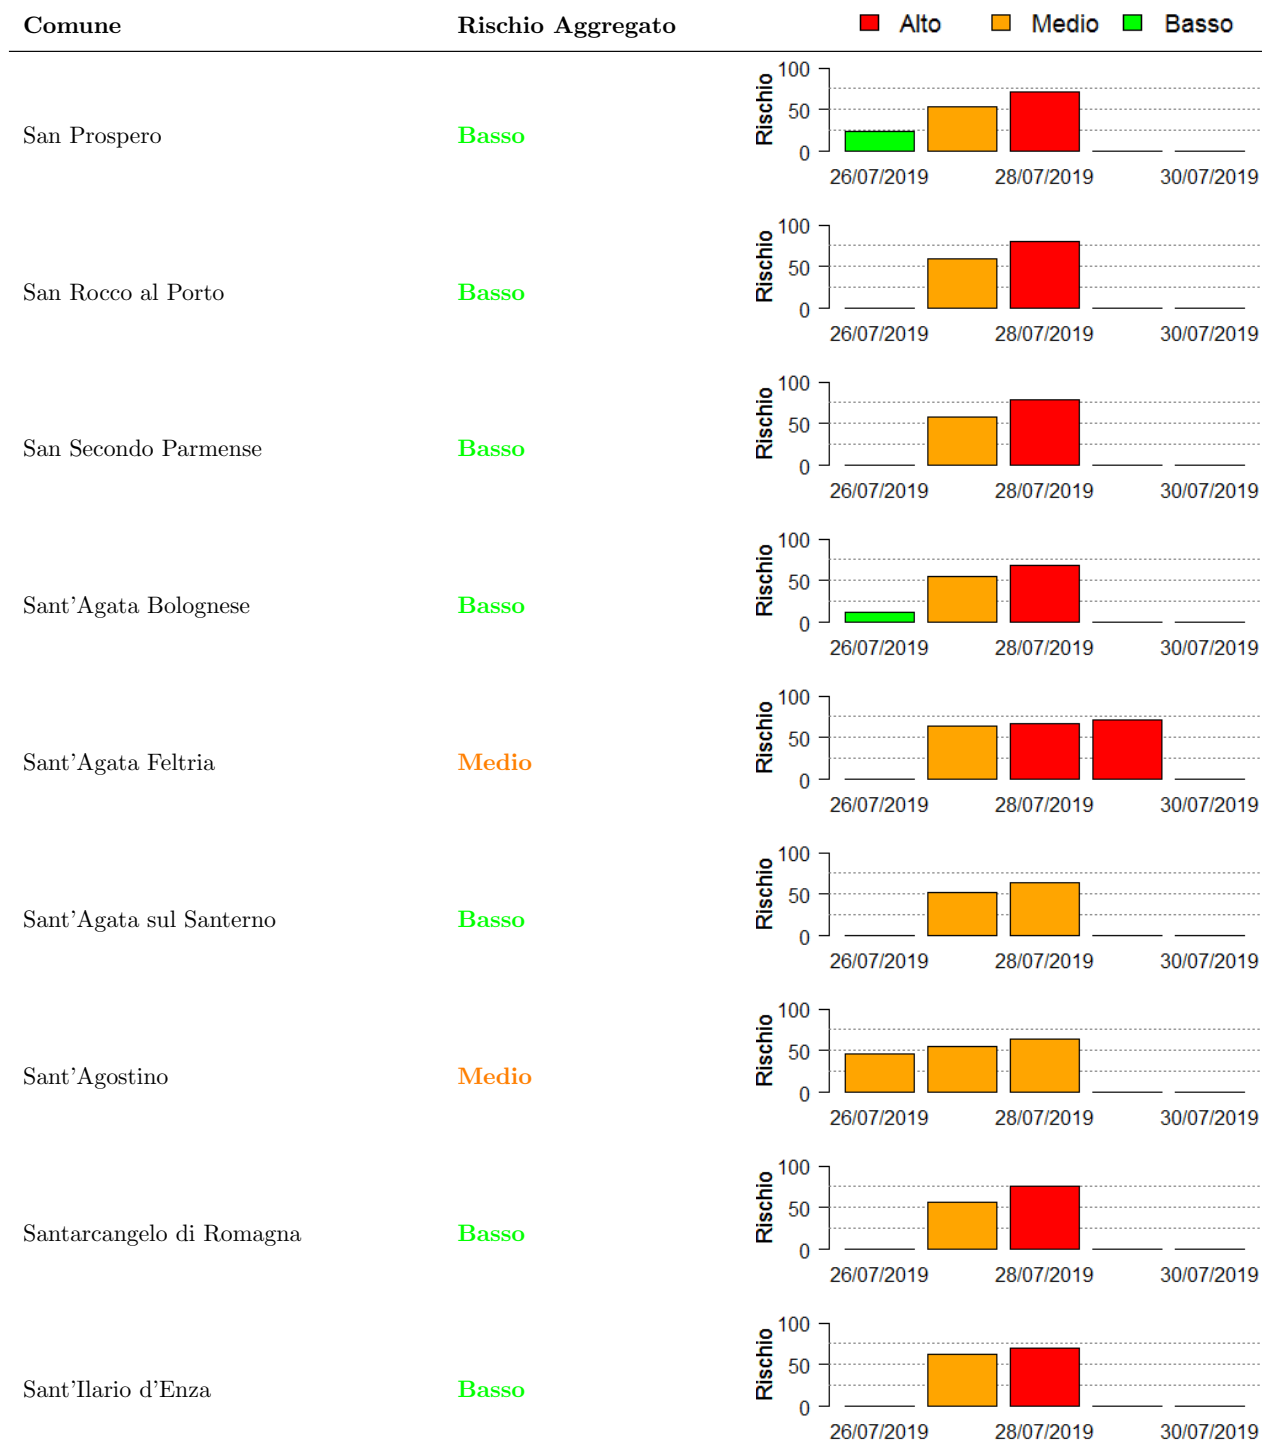 Comune Rischio Aggregato Alto Medio Basso
100
50
0
Rischio
San Prospero Basso
26/07/2019 28/07/2019 30/07/2019
100
50
0
Rischio
San Rocco al Porto Basso
26/07/2019 28/07/2019 30/07/2019
100
50
0
Rischio
San Secondo Parmense Basso
26/07/2019 28/07/2019 30/07/2019
100
50
0
Rischio
Sant'Agata Bolognese Basso
26/07/2019 28/07/2019 30/07/2019
100
50
0
Rischio
Sant'Agata Feltria Medio
26/07/2019 28/07/2019 30/07/2019
100
50
0
Rischio
Sant'Agata sul Santerno Basso
26/07/2019 28/07/2019 30/07/2019
100
50
0
Rischio
Sant'Agostino Medio
26/07/2019 28/07/2019 30/07/2019
100
50
0
Rischio
Santarcangelo di Romagna Basso
26/07/2019 28/07/2019 30/07/2019
100
50
0
Rischio
Sant'Ilario d'Enza Basso
26/07/2019 28/07/2019 30/07/2019